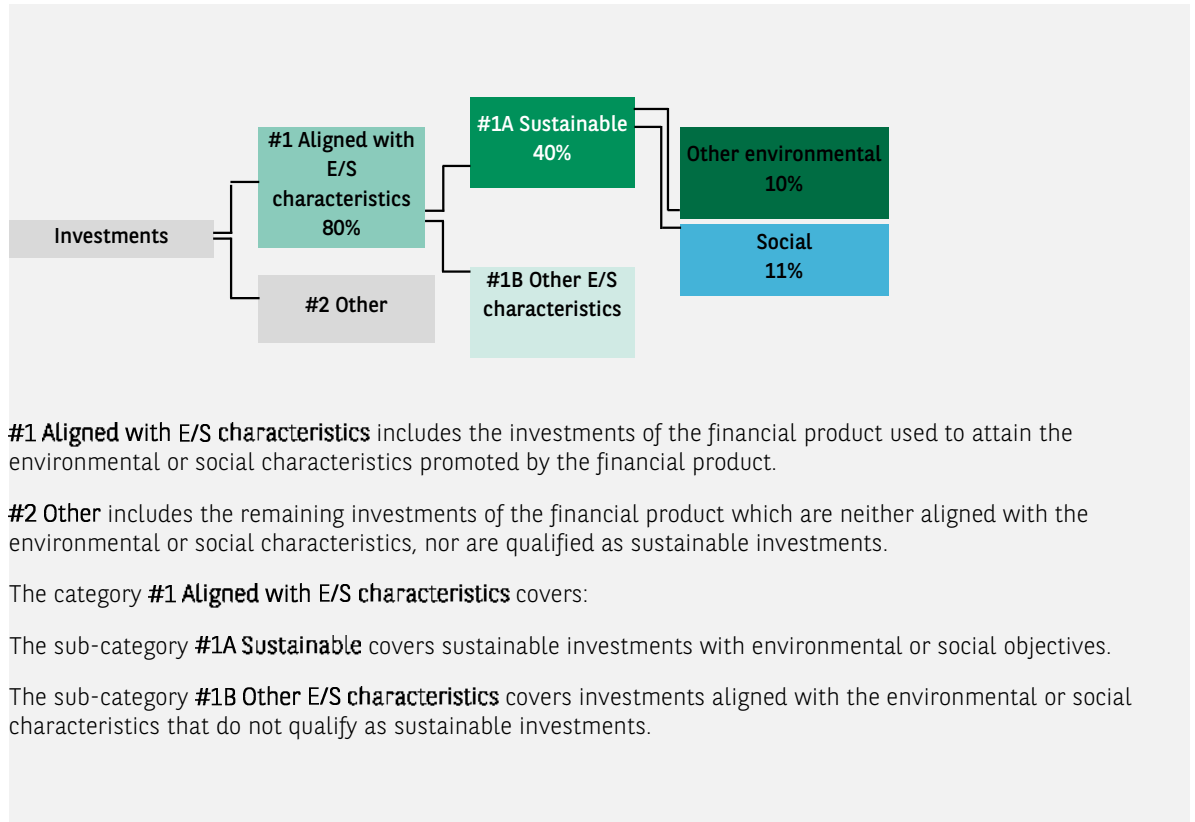 #1 Aligned with
E/S
characteristics
80%
#1A Sustainable
40%
Other environmental
10%
Investments
Social
11%
#2 Other
#1B Other E/S
characteristics
#1 Aligned with E/S characteristics includes the investments of the financial product used to attain the
environmental or social characteristics promoted by the financial product.
#2 Other includes the remaining investments of the financial product which are neither aligned with the
environmental or social characteristics, nor are qualified as sustainable investments.
The category #1 Aligned with E/S characteristics covers:
The sub-category #1A Sustainable covers sustainable investments with environmental or social objectives.
The sub-category #1B Other E/S characteristics covers investments aligned with the environmental or social
characteristics that do not qualify as sustainable investments.